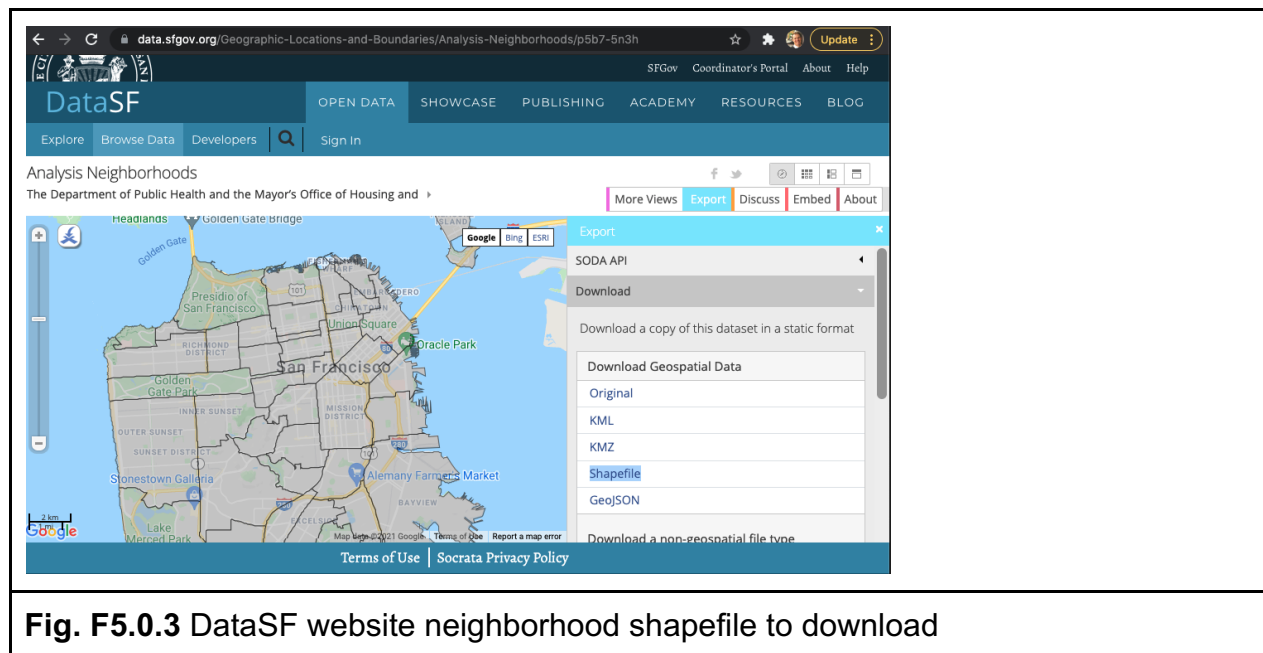 data.sfgov.org/Geographic-Locations-and-Boundaries/Analysis-Neighborhoods/p5b7-5n3h
Update
SFGov Coordinator's Portal About Help
DataSF
OPEN DATA SHOWCASE PUBLISHING ACADEMY RESOURCES BLOG
Explore Browse Data Developers Sign In
Analysis Neighborhoods
The Department of Public Health and the Mayor's Office of Housing and
More Views Export Discuss Embed About
Headlands
Golden Gate Bridge
ISLAND
Google Bing ESRI
Golden Gate
Presidio of
San Francisco
101
CHINATOWN
Union Square
80
Oracle Park
RICHMOND
DISTRICT
San Francisco
Golden
Gate Park
INNER SUNSET
MISSION
DISTRICT
OUTER SUNSET
SUNSET DISTRICT
280
101
Stonestown Galleria
Alemany Farmers Market
BAYVIEW
EXCELSIOR
2 km
1 mi
Google
Lake
Merced Park
Map data ©2021 Google Terms of Use Report a map error
Export
SODA API
Download
Download a copy of this dataset in a static format
Download Geospatial Data
Original
KML
KMZ
Shapefile
GeoJSON
Download a non-geospatial file type
Terms of Use | Socrata Privacy Policy
Fig. F5.0.3 DataSF website neighborhood shapefile to download